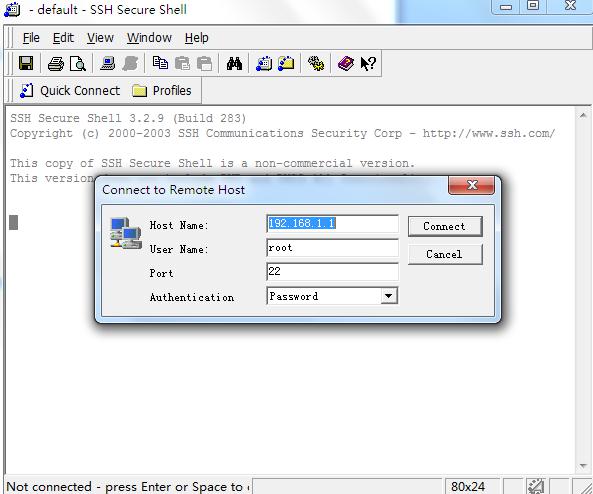 - default - SSH Secure Shell
File Edit View Window Help
Quick Connect Profiles
SSH Secure Shell 3.2.9 (Build 283)
Copyright (c) 2000-2003 SSH Communications Security Corp - http://www.ssh.com/
This copy of SSH Secure Shell is a non-commercial version.
This version
Connect to Remote Host
Host Name: 192.168.1.1 Connect
User Name: root Cancel
Port 22
Authentication Password
Not connected - press Enter or Space to 80x24